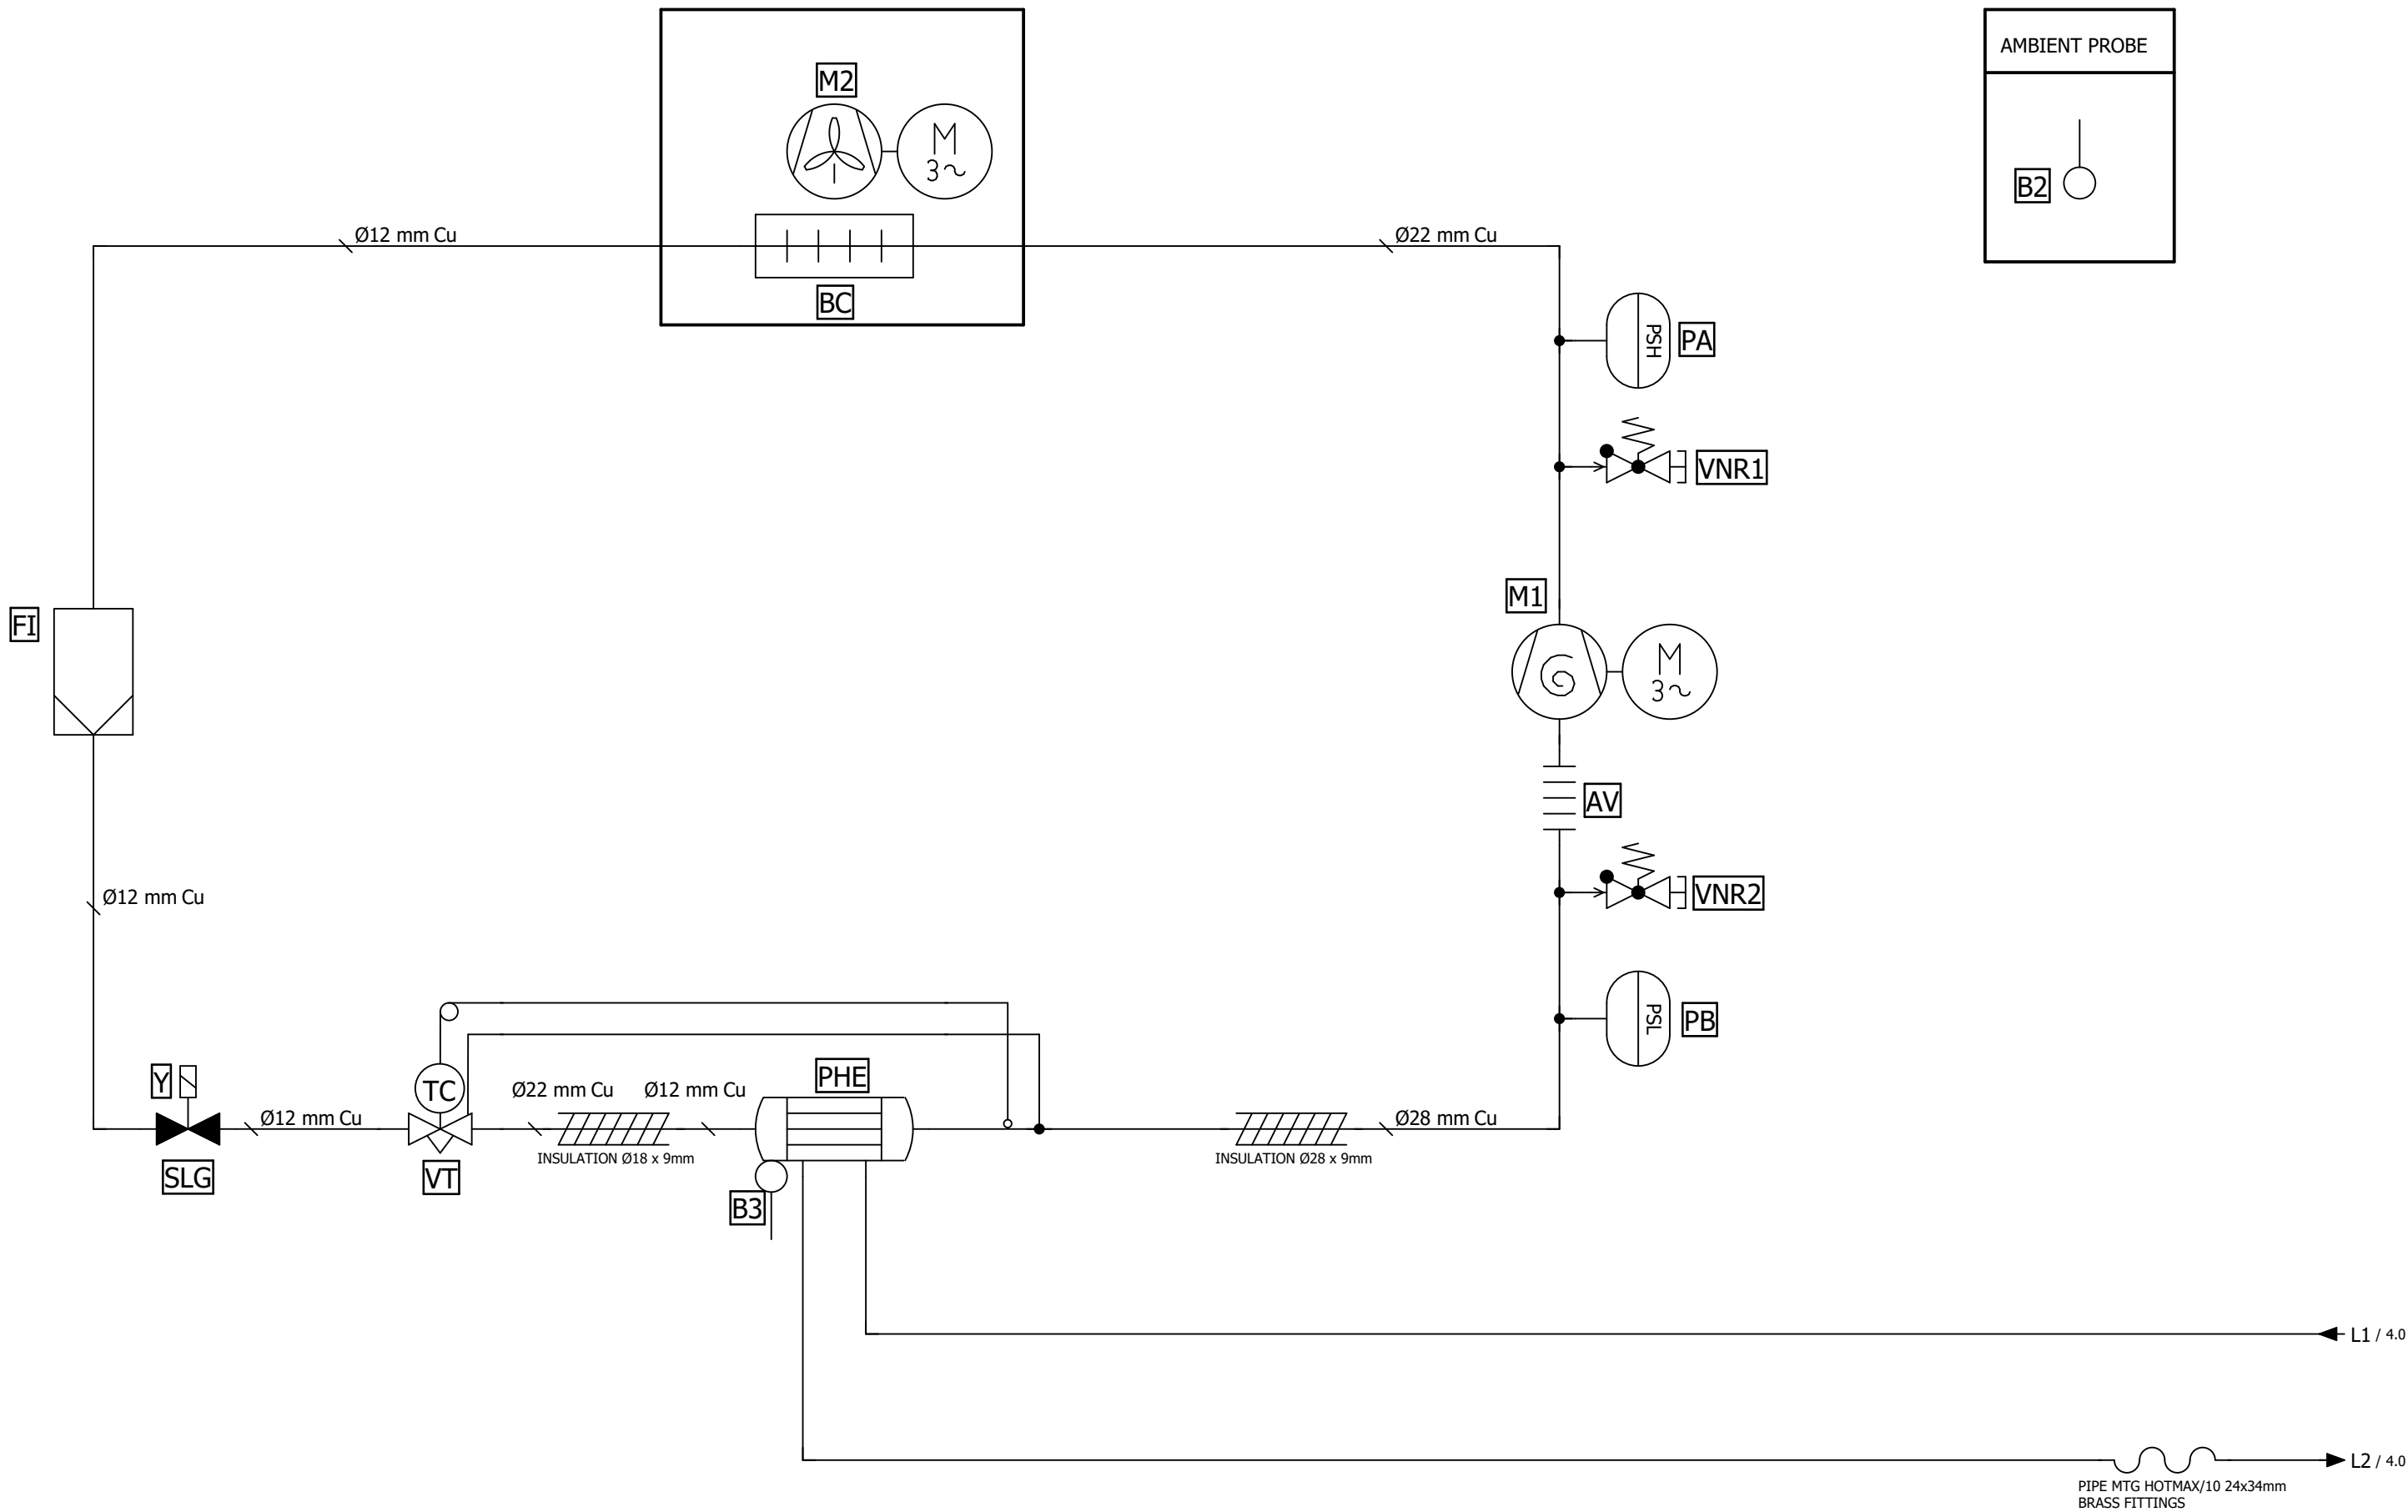 AMBIENT PROBE
M2
M
3~
B2
Ø12 mm Cu
Ø22 mm Cu
BC
PSH
PA
VNR1
M1
FI
M
3~
AV
Ø12 mm Cu
VNR2
PSL
PB
Y
TC
Ø22 mm Cu
Ø12 mm Cu
PHE
Ø12 mm Cu
Ø28 mm Cu
INSULATION Ø18 x 9mm
INSULATION Ø28 x 9mm
SLG
VT
B3
L1 / 4.0
L2 / 4.0
PIPE MTG HOTMAX/10 24x34mm
BRASS FITTINGS